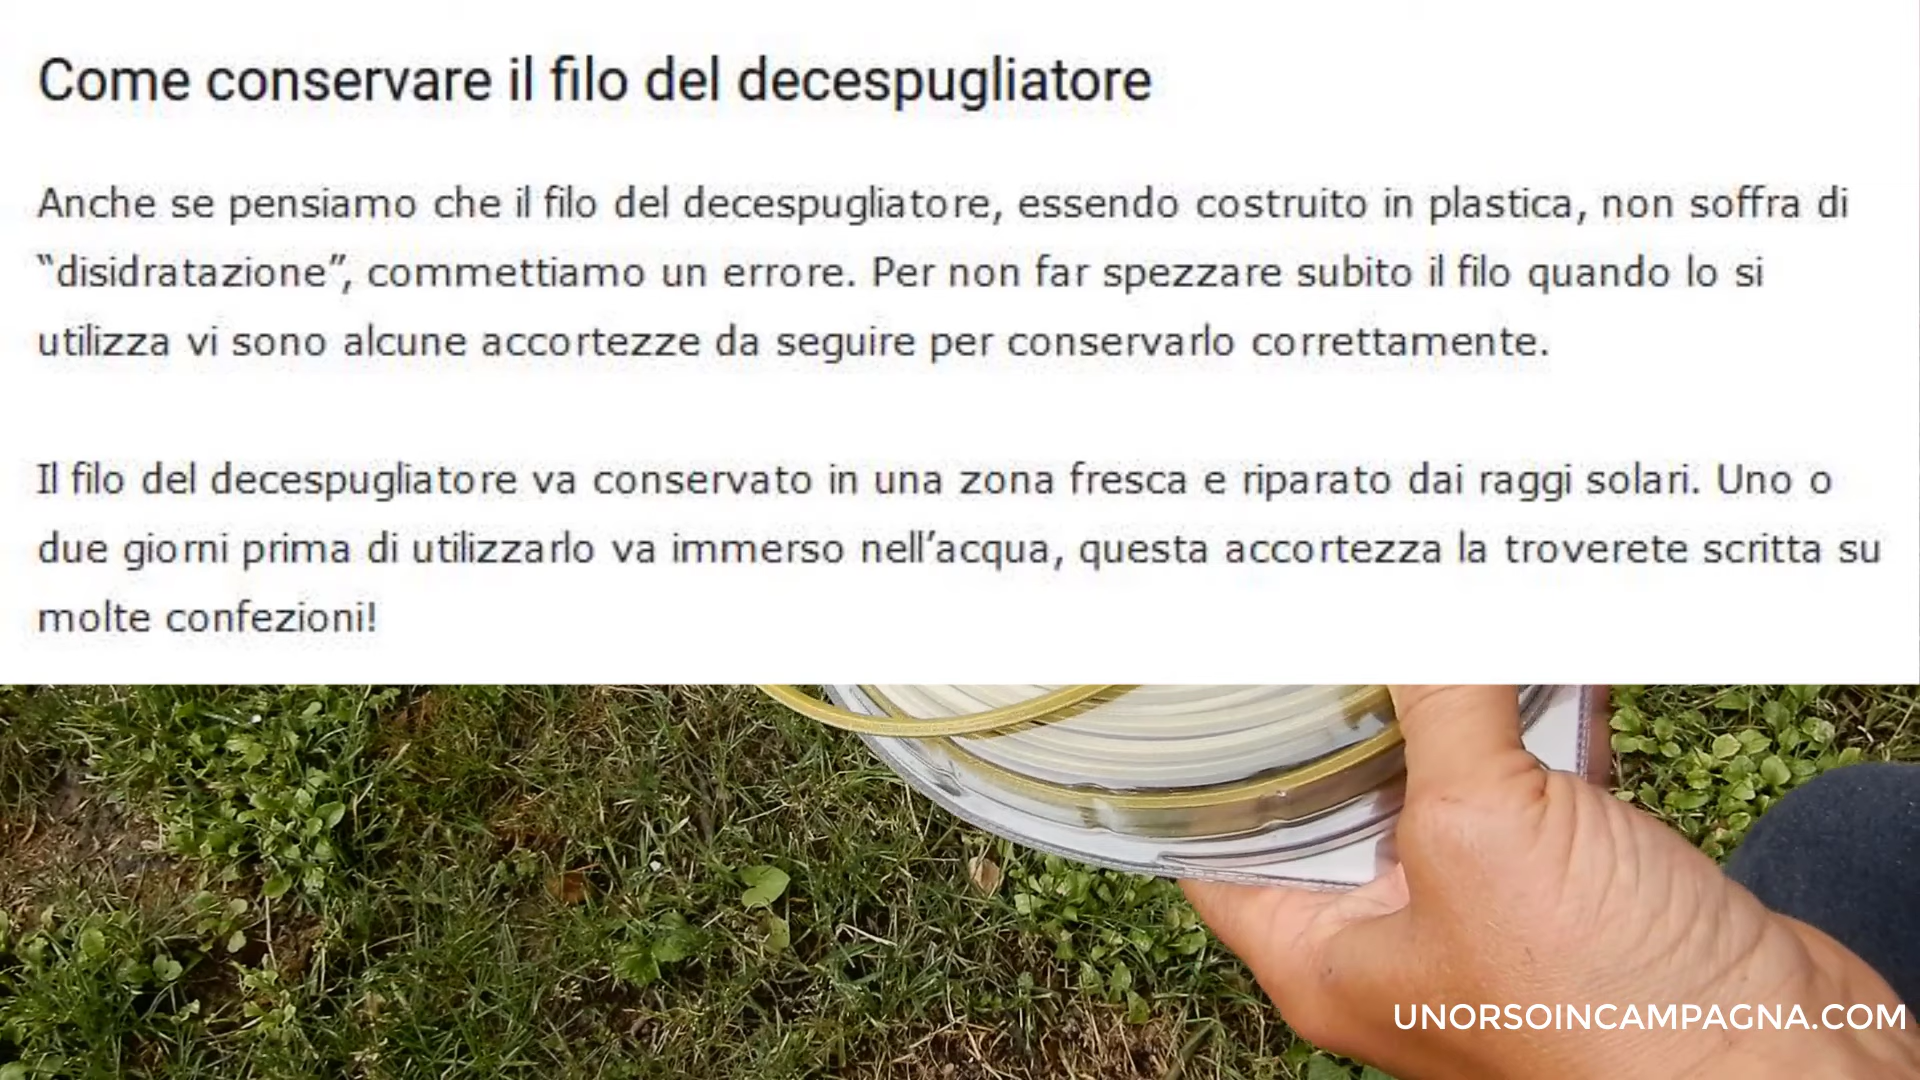 Come conservare il filo del decespugliatore
Anche se pensiamo che il filo del decespugliatore, essendo costruito in plastica, non soffra di
“disidratazione”, commettiamo un errore. Per non far spezzare subito il filo quando lo si
utilizza vi sono alcune accortezze da seguire per conservarlo correttamente.
Il filo del decespugliatore va conservato in una zona fresca e riparato dai raggi solari. Uno o
due giorni prima di utilizzarlo va immerso nell’acqua, questa accortezza la troverete scritta su
molte confezioni!
UNORSOINCAMPAGNA.COM